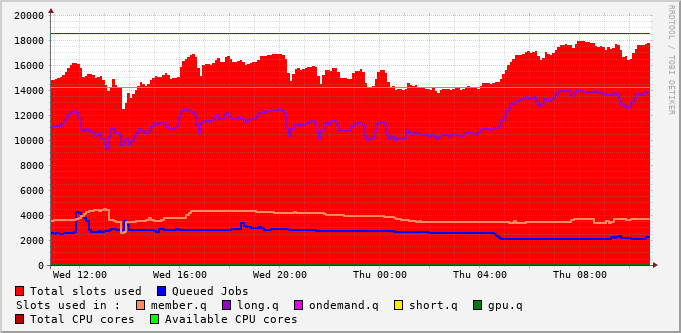 20000
18000
16000
14000
12000
10000
8000
6000
4000
2000
0
Wed 12:00 Wed 16:00 Wed 20:00 Thu 00:00 Thu 04:00 Thu 08:00
RRDTOOL / TOBI OETIKER
Total slots used Queued Jobs
Slots used in : member.q long.q ondemand.q short.q gpu.q
Total CPU cores Available CPU cores